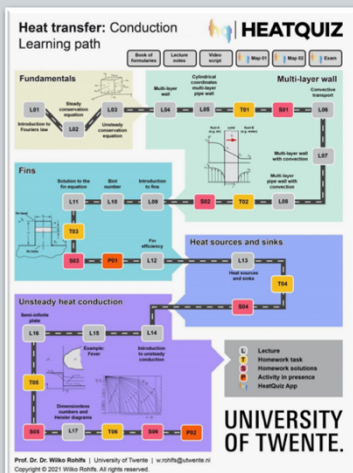 Heat transfer: Conduction
Learning path
HEATQUIZ
Book of
formularies
Lecture
notes
Video
script
Map 01
Map 02
Exam
Fundamentals
Multi-layer wall
L01
Introduction to
Fouriers law
Steady
conservation
equation
L02
L03
Unsteady
conservation
equation
Multi-layer
wall
L04
Cylindrical
coordinates
multi-layer
pipe wall
L05
T01
S01
Convective
transport
L06
Multi-layer wall
with convection
L07
Multi-layer
pipe wall with
convection
S02
T02
L08
Fins
Solution to the
fin equation
L11
Biot
number
L10
Introduction
to fins
L09
T03
S03
P01
Fin
efficiency
L12
Heat sources and sinks
L13
Heat sources
and sinks
T04
S04
Unsteady heat conduction
Semi-infinite
plate
L16
L15
L14
Example:
Fever
Introduction
to unsteady
conduction
T05
Dimensionless
numbers and
Heisler diagrams
S05
L17
T06
S06
P02
L Lecture
T Homework task
S Homework solutions
P Activity in presence
HeatQuiz App
UNIVERSITY
OF TWENTE.
Prof. Dr. Dr. Wilko Rohlfs | University of Twente | w.rohlfs@utwente.nl
Copyright © 2021 Wilko Rohlfs. All rights reserved.